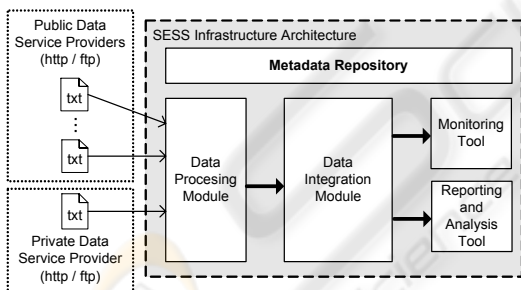 Public Data
Service Providers
(http / ftp)
txt
⋮
txt
txt
Private Data
Service Provider
(http / ftp)
SESS Infrastructure Architecture
Metadata Repository
Data
Procesing
Module
Data
Integration
Module
Monitoring
Tool
Reporting
and
Analysis
Tool